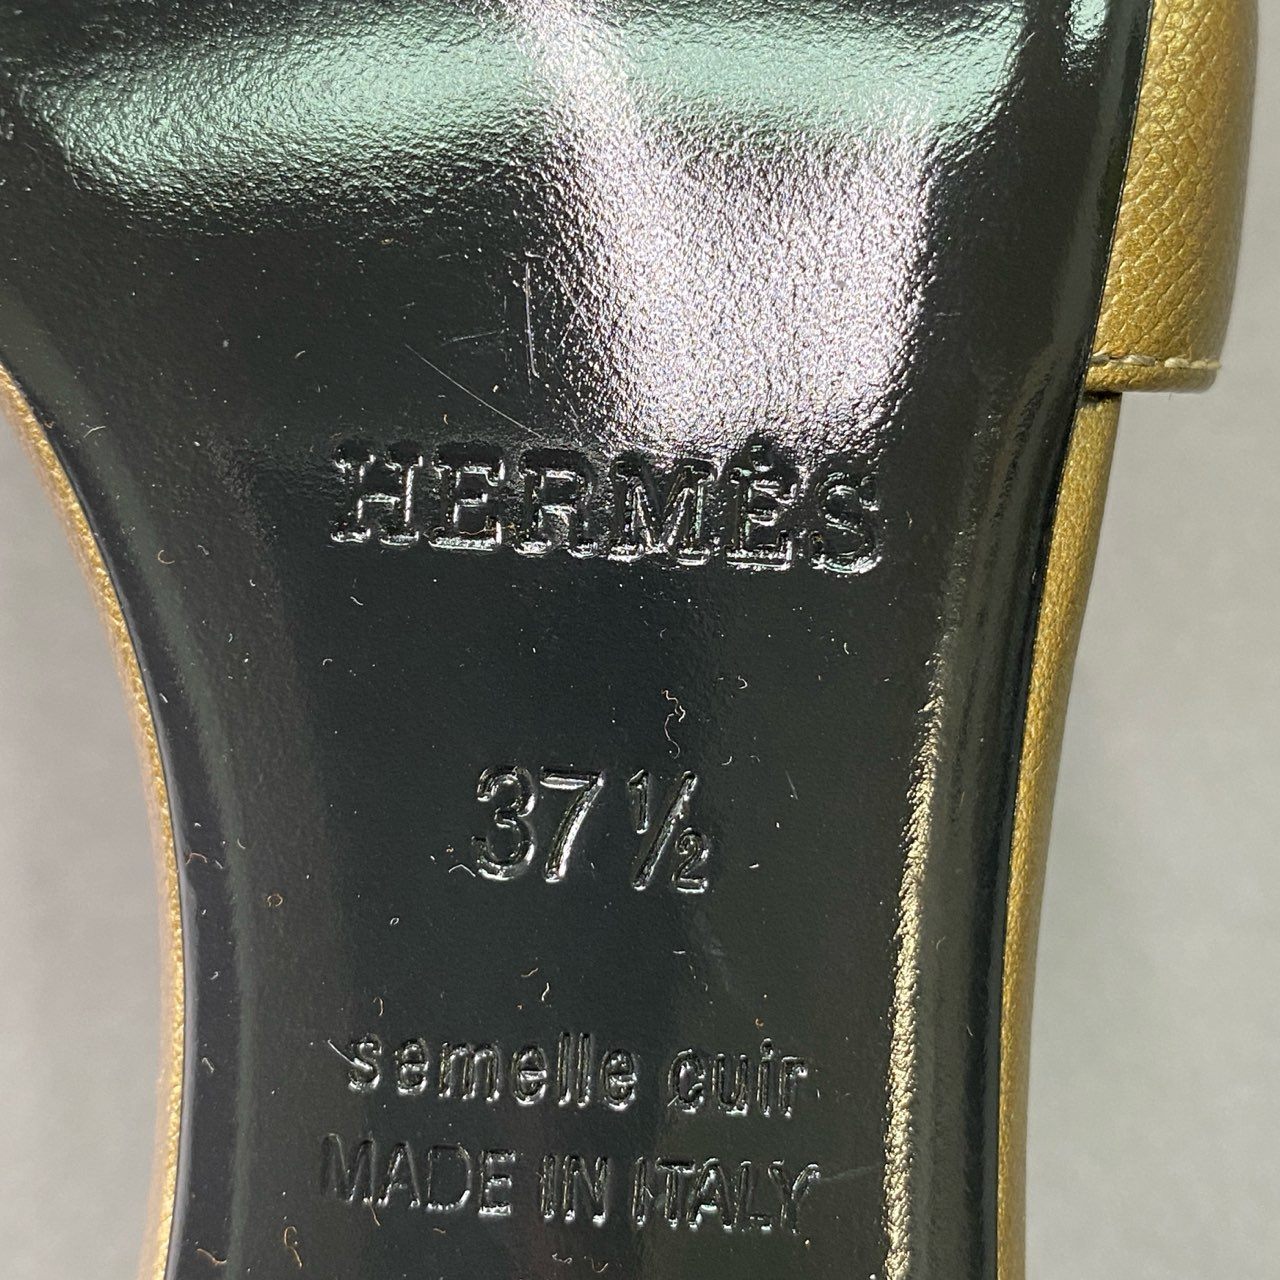 HERMÈS
37 ½
semelle cuir
MADE IN ITALY